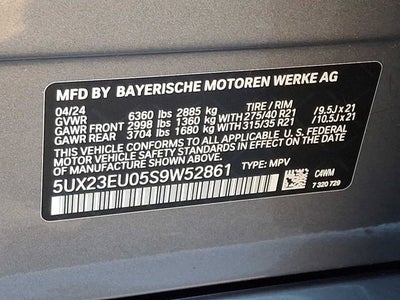 MFD BY BAYERISCHE MOTOREN WERKE AG
04/24 TIRE / RIM
GVWR 6360 lbs 2885 kg
GAWR FRONT 2998 lbs 1360 kg WITH 275/40 R21 /9.5J x 21
GAWR REAR 3704 lbs 1680 kg WITH 315/35 R21 /10.5J x 21
THIS VEHICLE CONFORMS TO ALL APPLICABLE U.S. FEDERAL
MOTOR VEHICLE SAFETY STANDARDS IN EFFECT ON THE DATE OF
MANUFACTURE SHOWN ABOVE.
5UX23EU05S9W52861 TYPE: MPV
C4WM
7 320 729